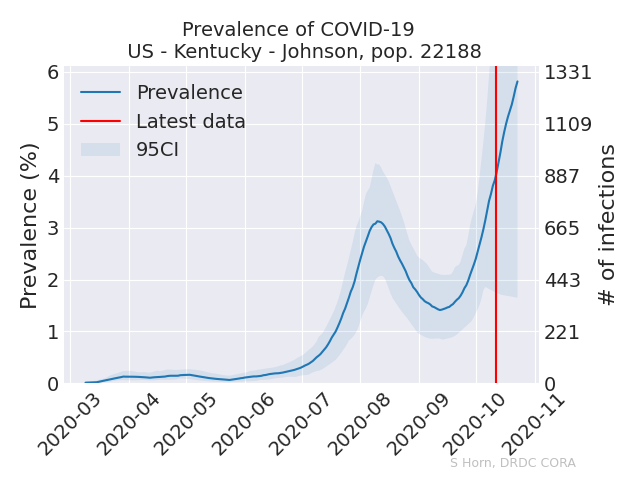 Prevalence of COVID-19
US - Kentucky - Johnson, pop. 22188
Prevalence (%)
6
5
4
3
2
1
0
Prevalence
Latest data
95CI
1331
1109
887
665
443
221
0
# of infections
2020-03
2020-04
2020-05
2020-06
2020-07
2020-08
2020-09
2020-10
2020-11
S Horn, DRDC CORA